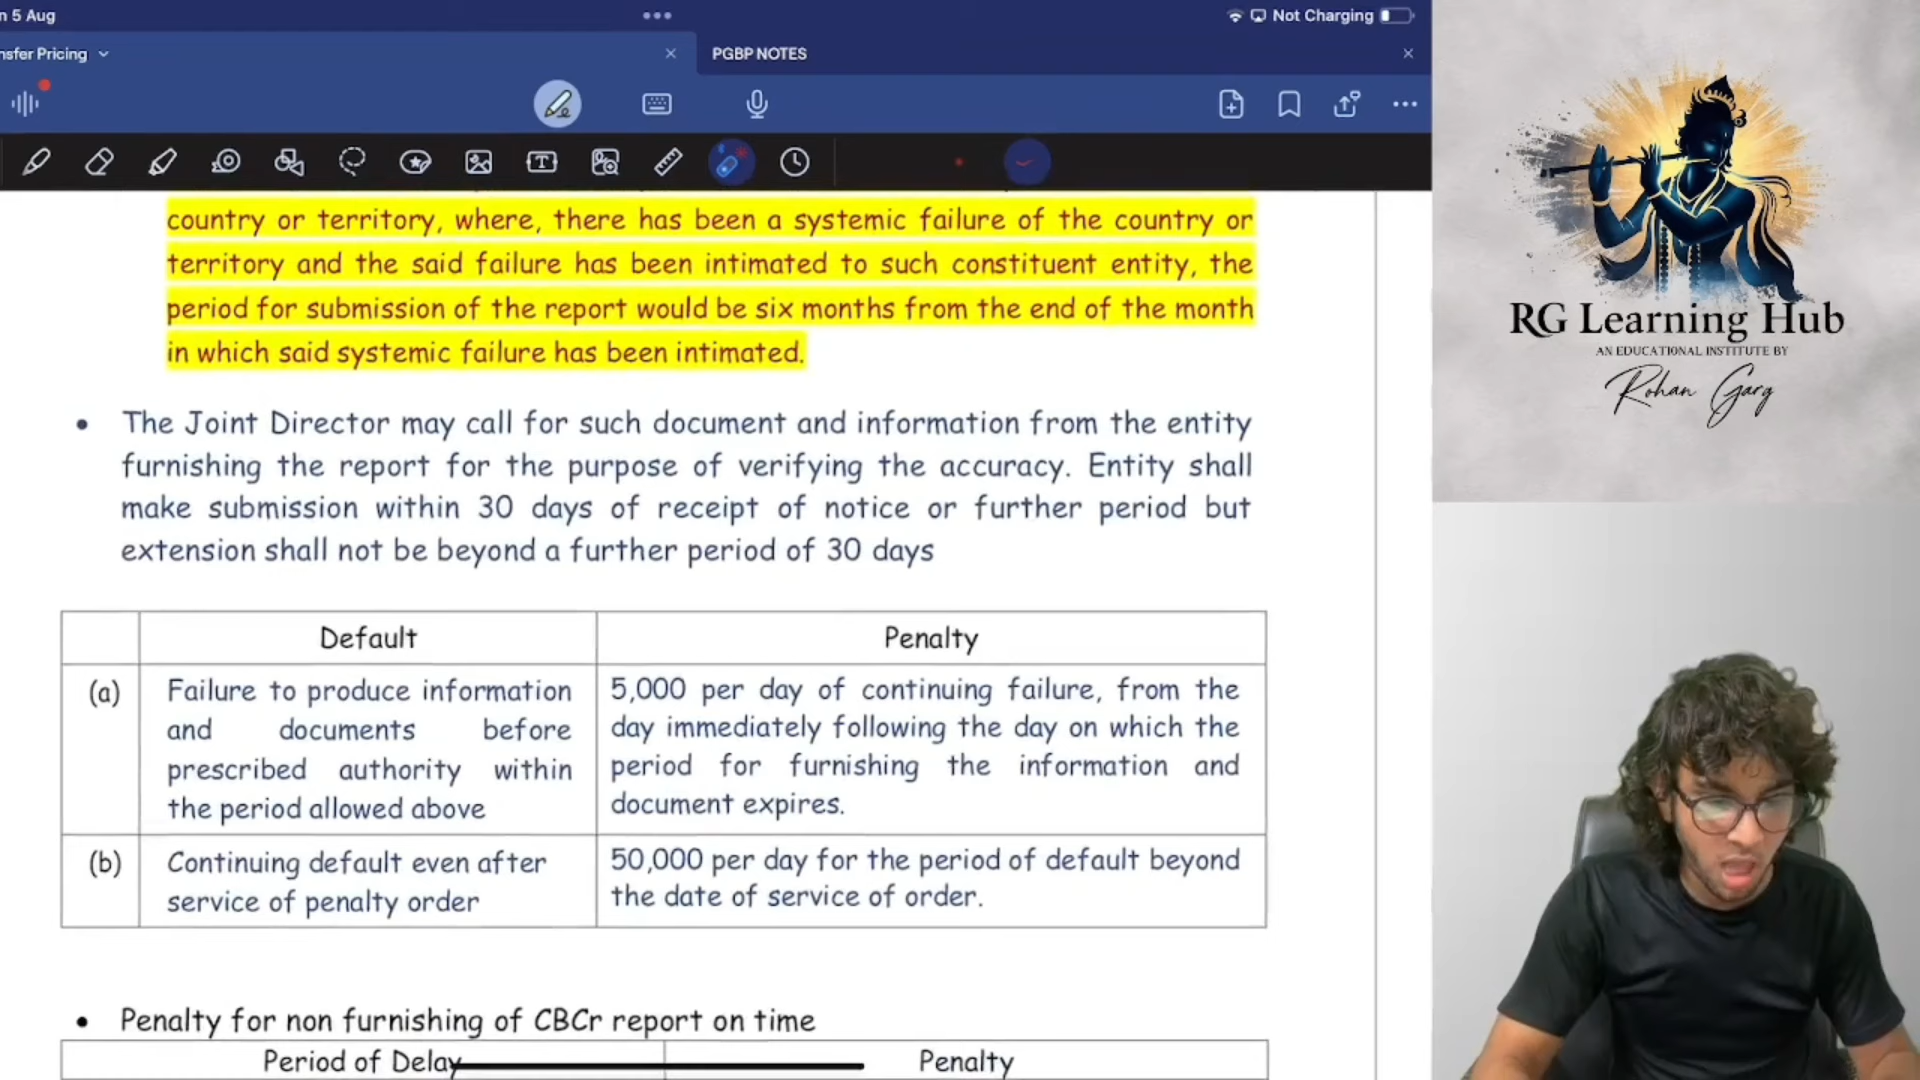 n 5 Aug
Not Charging
nsfer Pricing
PGBP NOTES
country or territory, where, there has been a systemic failure of the country or
territory and the said failure has been intimated to such constituent entity, the
period for submission of the report would be six months from the end of the month
in which said systemic failure has been intimated.
• The Joint Director may call for such document and information from the entity
furnishing the report for the purpose of verifying the accuracy. Entity shall
make submission within 30 days of receipt of notice or further period but
extension shall not be beyond a further period of 30 days
Default Penalty
(a) Failure to produce information and documents before prescribed authority within the period allowed above
5,000 per day of continuing failure, from the
day immediately following the day on which the
period for furnishing the information and
document expires.
(b) Continuing default even after
service of penalty order
50,000 per day for the period of default beyond
the date of service of order.
• Penalty for non furnishing of CBCr report on time
Period of Delay Penalty
RG Learning Hub
AN EDUCATIONAL INSTITUTE BY
Rohan Garg